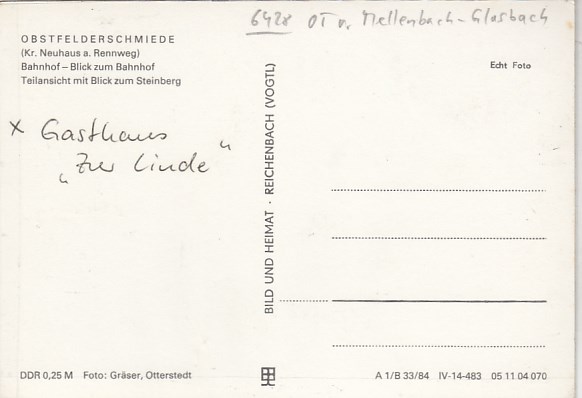 6428 OT v. Mellenbach-Glasbach
OBSTFELDERSCHMIEDE
(Kr. Neuhaus a. Rennweg)
Bahnhof – Blick zum Bahnhof
Teilansicht mit Blick zum Steinberg
Echt Foto
x Gasthaus
„Zur Linde"
BILD UND HEIMAT · REICHENBACH (VOGTL)
DDR 0,25 M Foto: Gräser, Otterstedt
A 1/B 33/84 IV-14-483 05 11 04 070